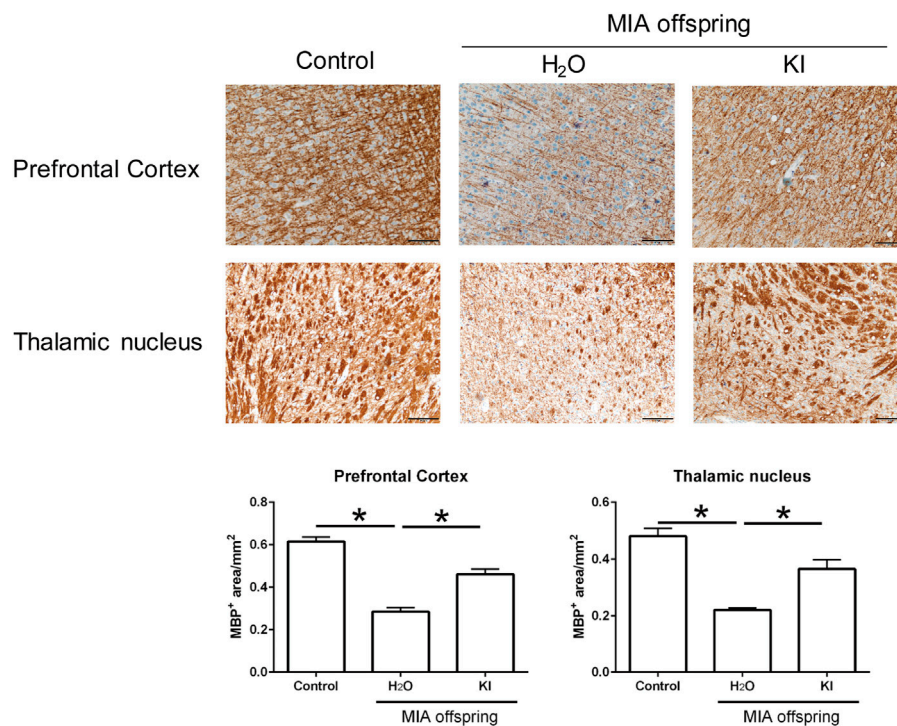 MIA offspring
Control
H₂O
KI
Prefrontal Cortex
Thalamic nucleus
Prefrontal Cortex
MBP⁺ area/mm²
0.8
0.6
0.4
0.2
0.0
*
*
Control
H₂O
KI
MIA offspring
Thalamic nucleus
MBP⁺ area/mm²
0.6
0.4
0.2
0.0
*
*
Control
H₂O
KI
MIA offspring